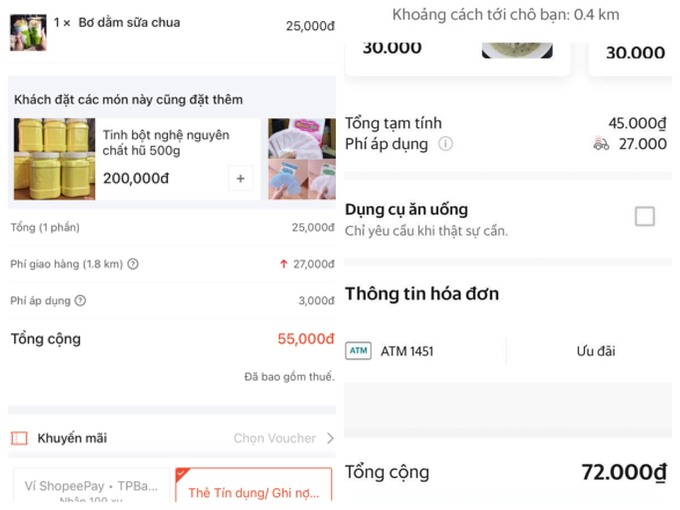 1 × Bơ dằm sữa chua
25,000đ
Khách đặt các món này cũng đặt thêm
Tinh bột nghệ nguyên
chất hũ 500g
200,000đ
+
Tổng (1 phần)
25,000đ
Phí giao hàng (1.8 km)
27,000đ
Phí áp dụng
3,000đ
Tổng cộng
55,000đ
Đã bao gồm thuế.
Khuyến mãi
Chọn Voucher
Ví ShopeePay • TPBa...
Nhận 100 xu
Thẻ Tín dụng/ Ghi nợ...
Khoảng cách tới chỗ bạn: 0.4 km
30.000
30.000
Tổng tạm tính
45.000₫
Phí áp dụng
27.000
Dụng cụ ăn uống
Chỉ yêu cầu khi thật sự cần.
Thông tin hóa đơn
ATM
ATM 1451
Ưu đãi
Tổng cộng
72.000₫